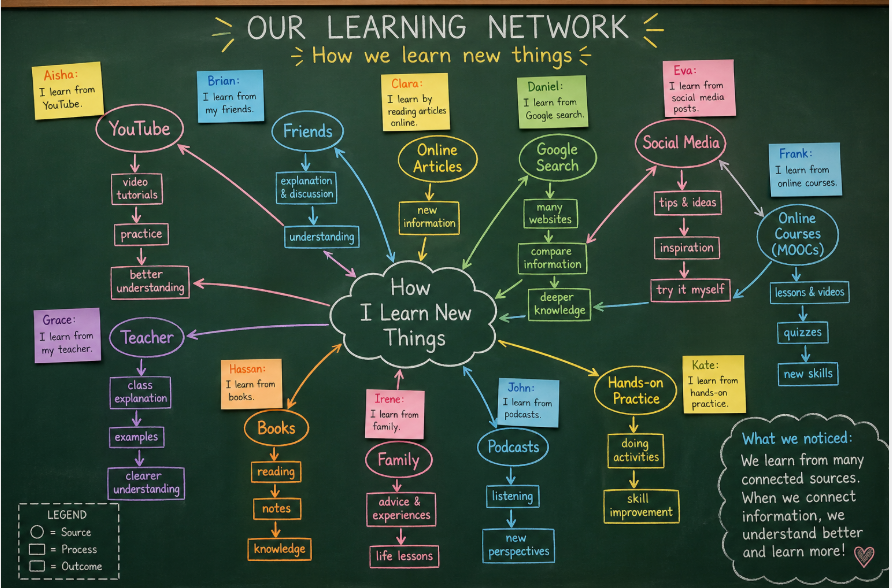 OUR LEARNING NETWORK
How we learn new things
Aisha:
I learn from
YouTube.
YouTube
video
tutorials
practice
better
understanding
Brian:
I learn from
my friends.
Friends
explanation
& discussion
understanding
Clara:
I learn by
reading articles
online.
Online
Articles
new
information
Daniel:
I learn from
Google search.
Google
Search
many
websites
compare
information
deeper
knowledge
Eva:
I learn from
social media
posts.
Social Media
tips & ideas
inspiration
try it myself
Frank:
I learn from
online courses.
Online
Courses
(MOOCs)
lessons & videos
quizzes
new skills
How
I Learn New
Things
Grace:
I learn from
my teacher.
Teacher
class
explanation
examples
clearer
understanding
Hassan:
I learn from
books.
Books
reading
notes
knowledge
Irene:
I learn from
family.
Family
advice &
experiences
life lessons
John:
I learn from
podcasts.
Podcasts
listening
new
perspectives
Kate:
I learn from
hands-on
practice.
Hands-on
Practice
doing
activities
skill
improvement
What we noticed:
We learn from many
connected sources.
When we connect
information, we
understand better
and learn more!
LEGEND
= Source
= Process
= Outcome